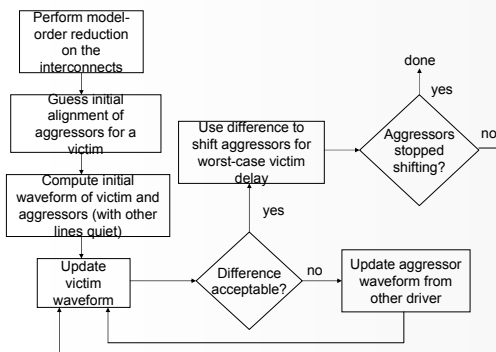 Perform model-
order reduction
on the
interconnects
Guess initial
alignment of
aggressors for a
victim
Compute initial
waveform of victim and
aggressors (with other
lines quiet)
Update
victim
waveform
Difference
acceptable?
yes
no
Use difference to
shift aggressors for
worst-case victim
delay
Aggressors
stopped
shifting?
yes
done
no
Update aggressor
waveform from
other driver